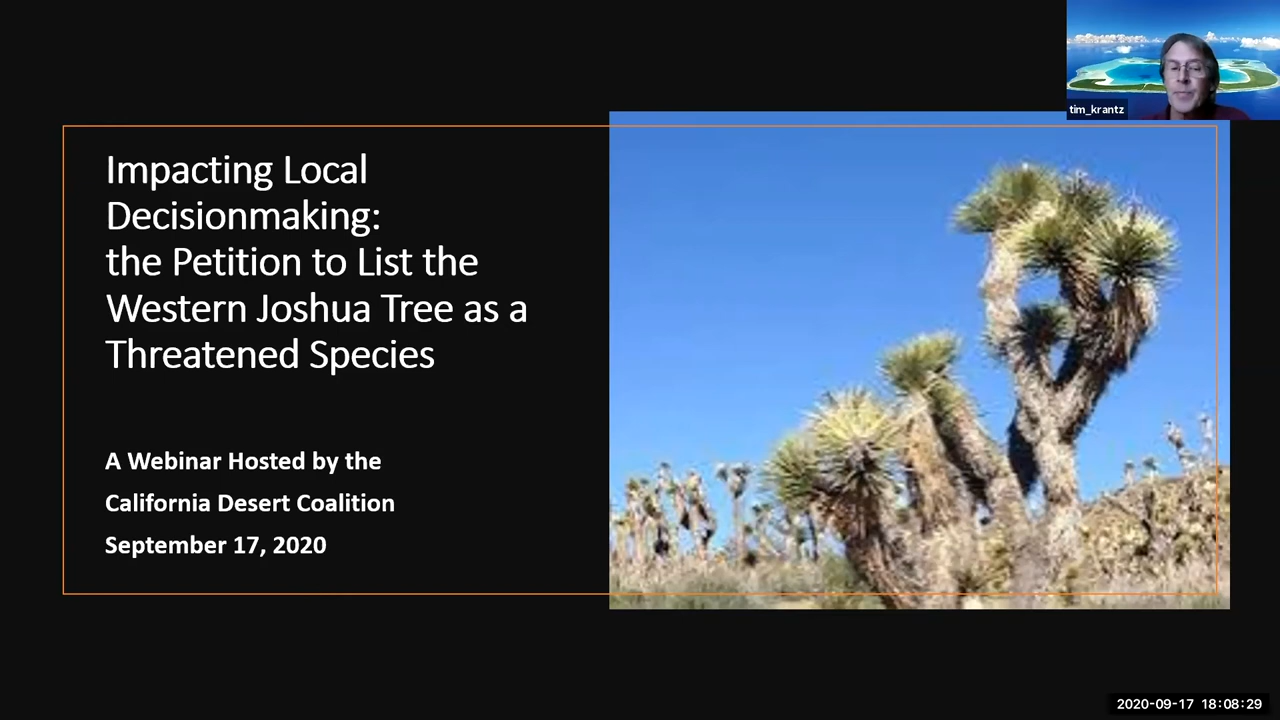 tim_krantz
Impacting Local
Decisionmaking:
the Petition to List the
Western Joshua Tree as a
Threatened Species
A Webinar Hosted by the
California Desert Coalition
September 17, 2020
2020-09-17 18:08:29